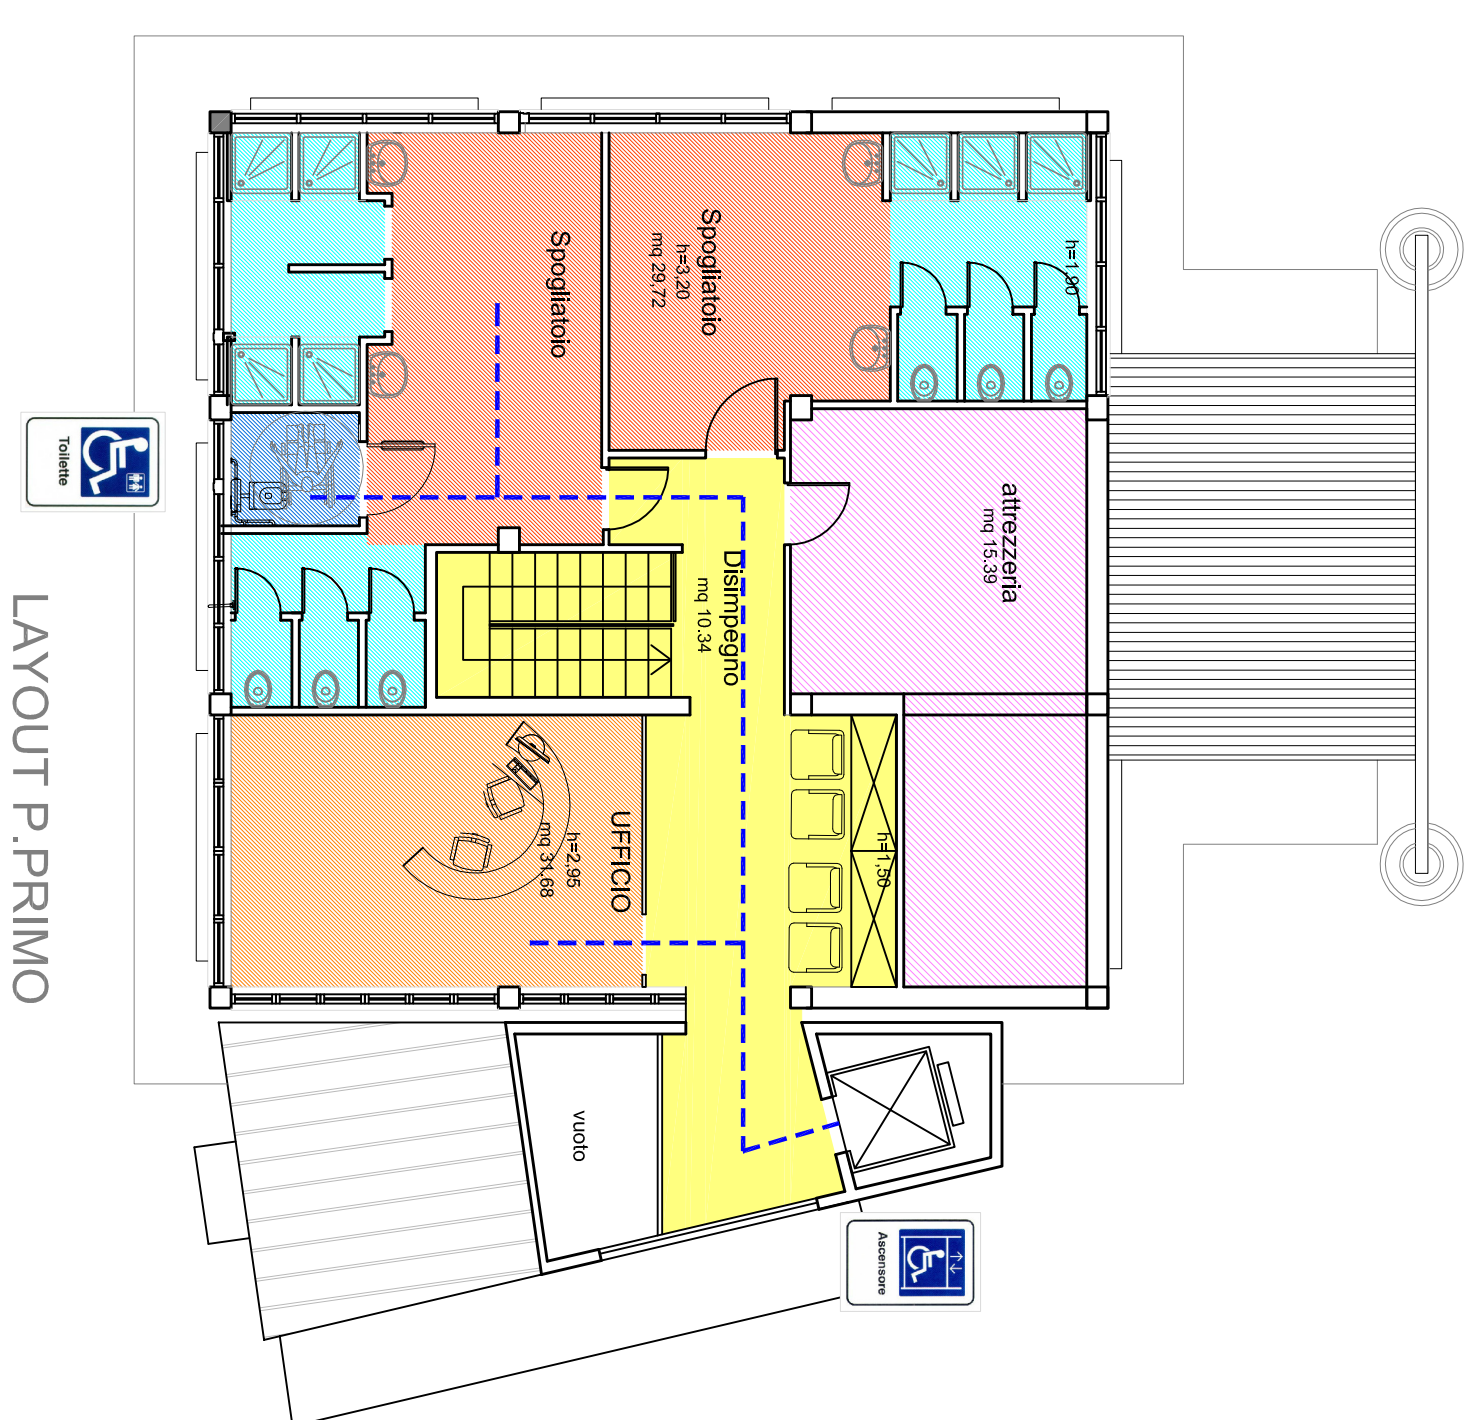 Spogliatoio
Spogliatoio
h=3,20
mq 29,72
h=1,90
attrezzeria
mq 15.39
Disimpegno
mq 10.34
UFFICIO
h=2,95
mq 31.68
h=1,50
vuoto
Toilette
Ascensore
LAYOUT P.PRIMO